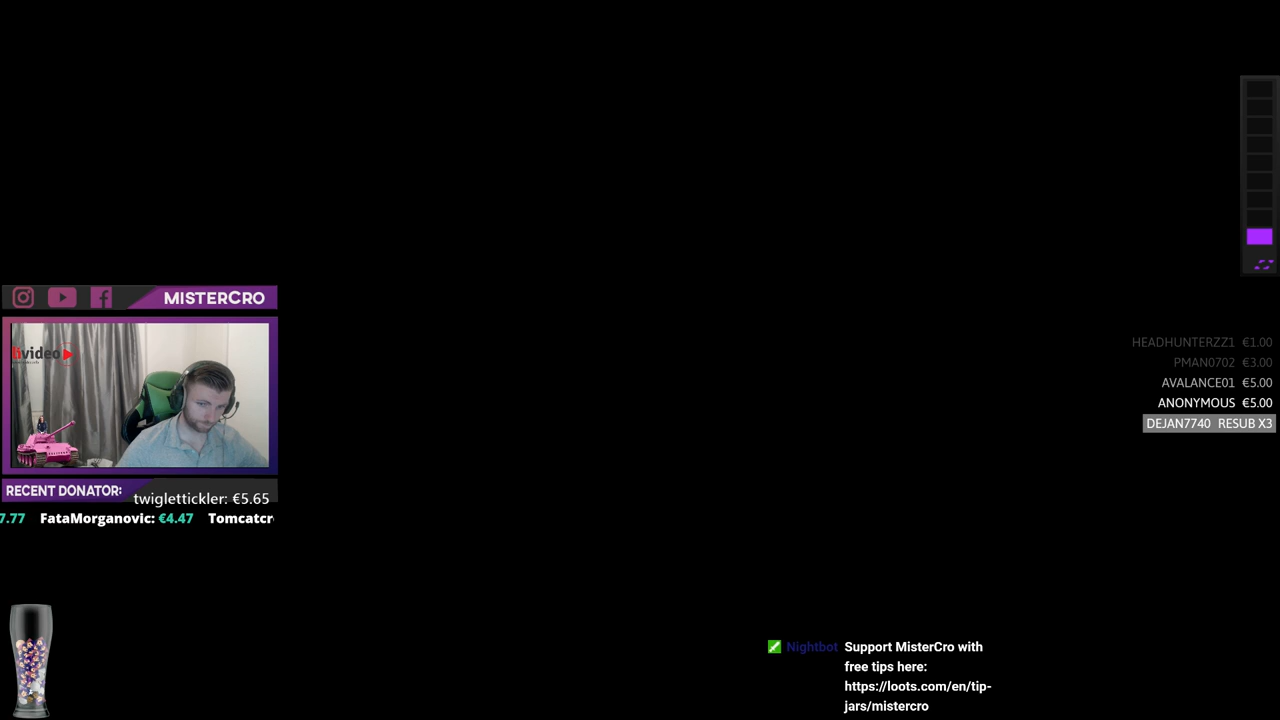 MISTERCRO
video
HEADHUNTERZZ1 €1.00
PMAN0702 €3.00
AVALANCE01 €5.00
ANONYMOUS €5.00
DEJAN7740 RESUB X3
RECENT DONATOR:
twiglettickler: €5.65
7.77 FataMorganovic: €4.47 Tomcatcr
Nightbot Support MisterCro with
free tips here:
https://loots.com/en/tip-
jars/mistercro